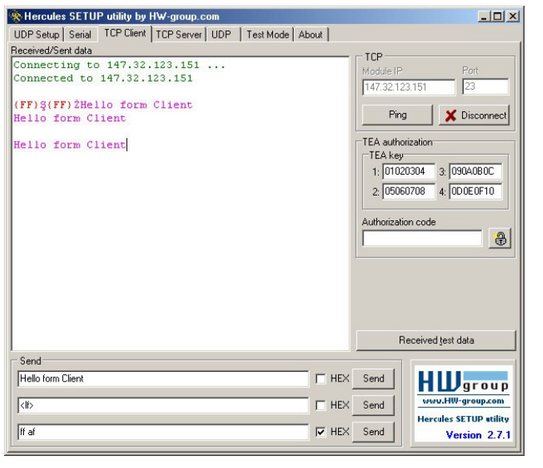 Hercules SETUP utility by HW-group.com
UDP Setup Serial TCP Client TCP Server UDP Test Mode About
Received/Sent data
Connecting to 147.32.123.151 ...
Connected to 147.32.123.151
{FF}Ş{FF}ŽHello form Client
Hello form Client
Hello form Client
TCP
Module IP Port
147.32.123.151 23
Ping Disconnect
TEA authorization
TEA key
1: 01020304 3: 090A0B0C
2: 05060708 4: 0D0E0F10
Authorization code
Received test data
Send
Hello form Client HEX Send
<lf> HEX Send
ff af HEX Send
HW group
www.HW-group.com
Hercules SETUP utility
Version 2.7.1